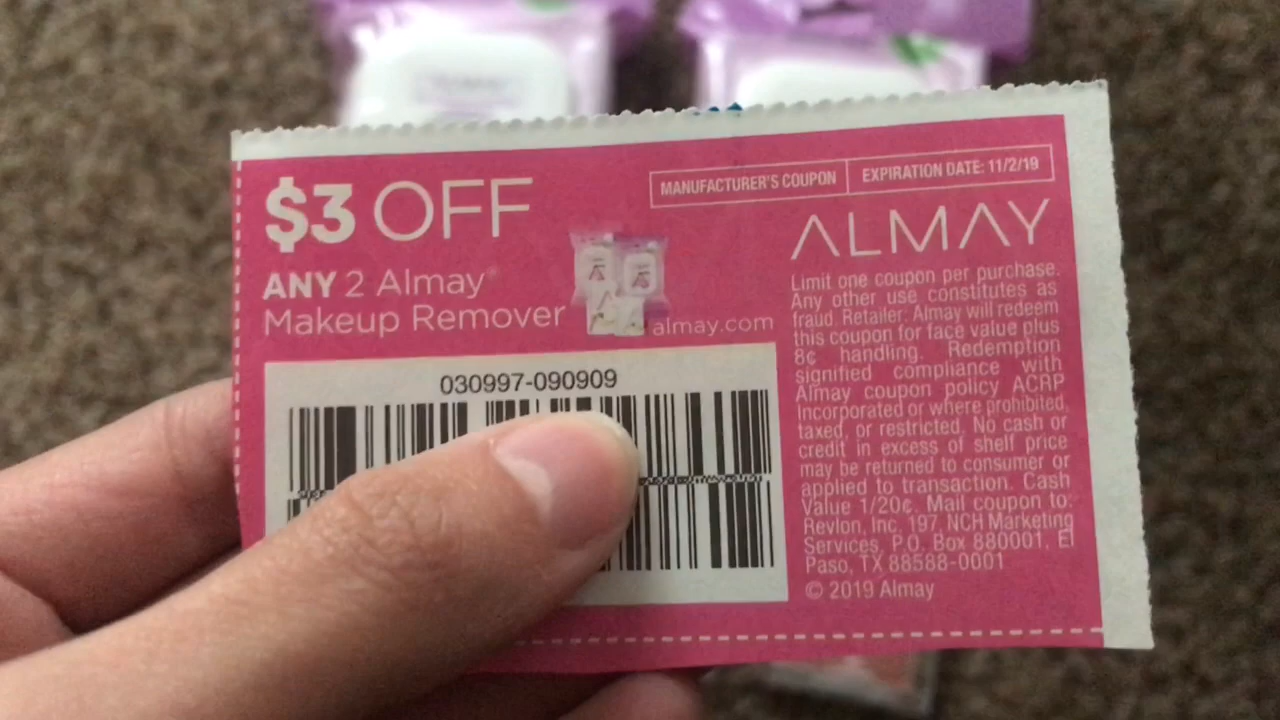 $3 OFF
ANY 2 Almay
Makeup Remover
almay.com
030997-090909
MANUFACTURER'S COUPON
EXPIRATION DATE: 11/2/19
ALMAY
Limit one coupon per purchase.
Any other use constitutes as
fraud. Retailer: Almay will redeem
this coupon for face value plus
8¢ handling. Redemption
signified compliance with
Almay coupon policy ACRP
Incorporated or where prohibited,
taxed, or restricted. No cash or
credit in excess of shelf price
may be returned to consumer or
applied to transaction. Cash
Value 1/20¢. Mail coupon to:
Revlon, Inc, 197, NCH Marketing
Services, P.O. Box 880001, El
Paso, TX 88588-0001
© 2019 Almay